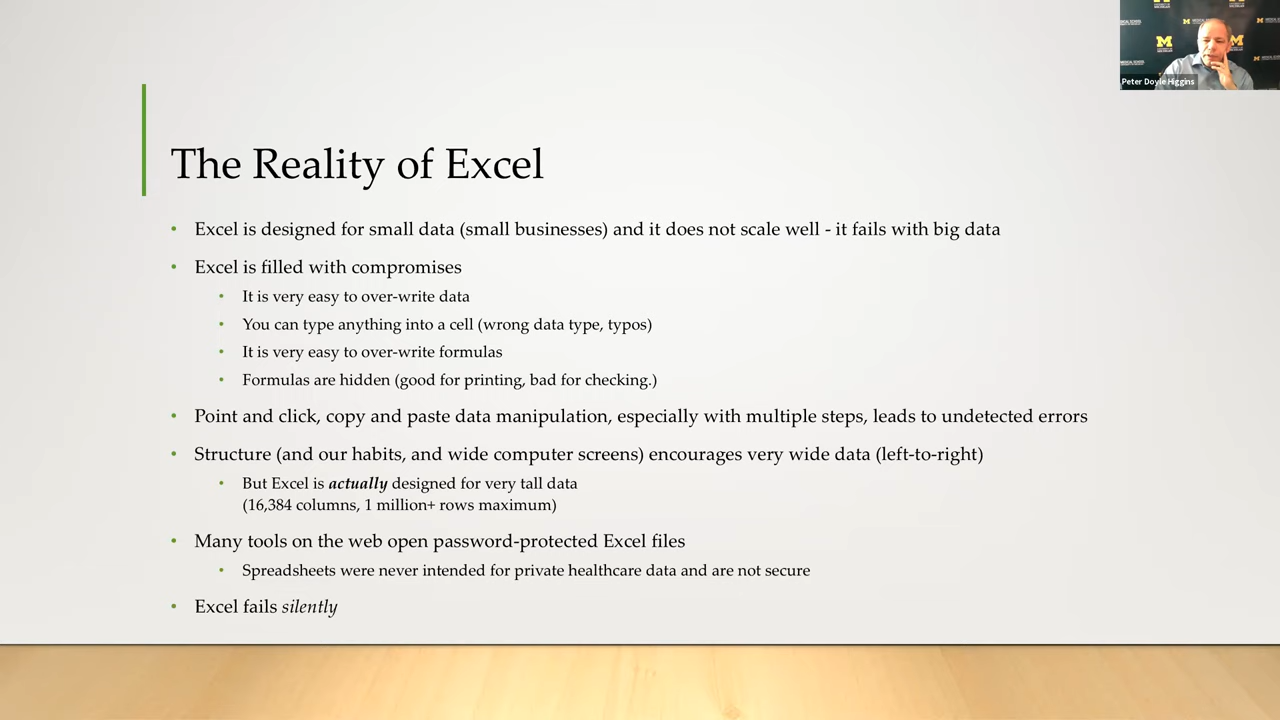 Peter Doyle Higgins
The Reality of Excel
• Excel is designed for small data (small businesses) and it does not scale well - it fails with big data
• Excel is filled with compromises
• It is very easy to over-write data
• You can type anything into a cell (wrong data type, typos)
• It is very easy to over-write formulas
• Formulas are hidden (good for printing, bad for checking.)
• Point and click, copy and paste data manipulation, especially with multiple steps, leads to undetected errors
• Structure (and our habits, and wide computer screens) encourages very wide data (left-to-right)
• But Excel is actually designed for very tall data
(16,384 columns, 1 million+ rows maximum)
• Many tools on the web open password-protected Excel files
• Spreadsheets were never intended for private healthcare data and are not secure
• Excel fails silently